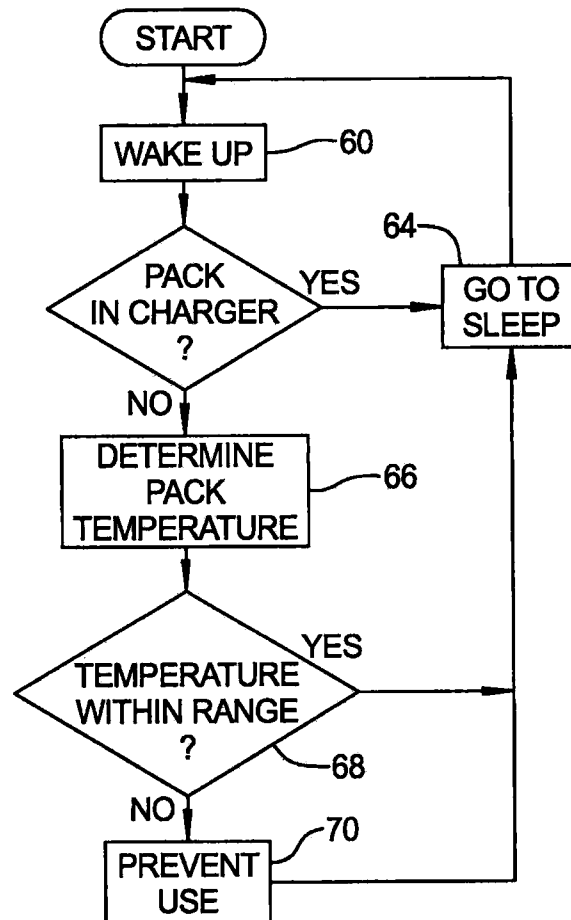 START
WAKE UP
60
PACK
IN CHARGER
?
YES
64
GO TO
SLEEP
NO
DETERMINE
PACK
TEMPERATURE
66
YES
TEMPERATURE
WITHIN RANGE
?
68
NO
70
PREVENT
USE